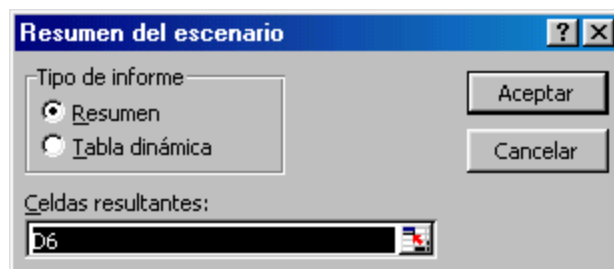 Resumen del escenario
Tipo de informe
Resumen
Tabla dinámica
Aceptar
Cancelar
Celdas resultantes:
D6